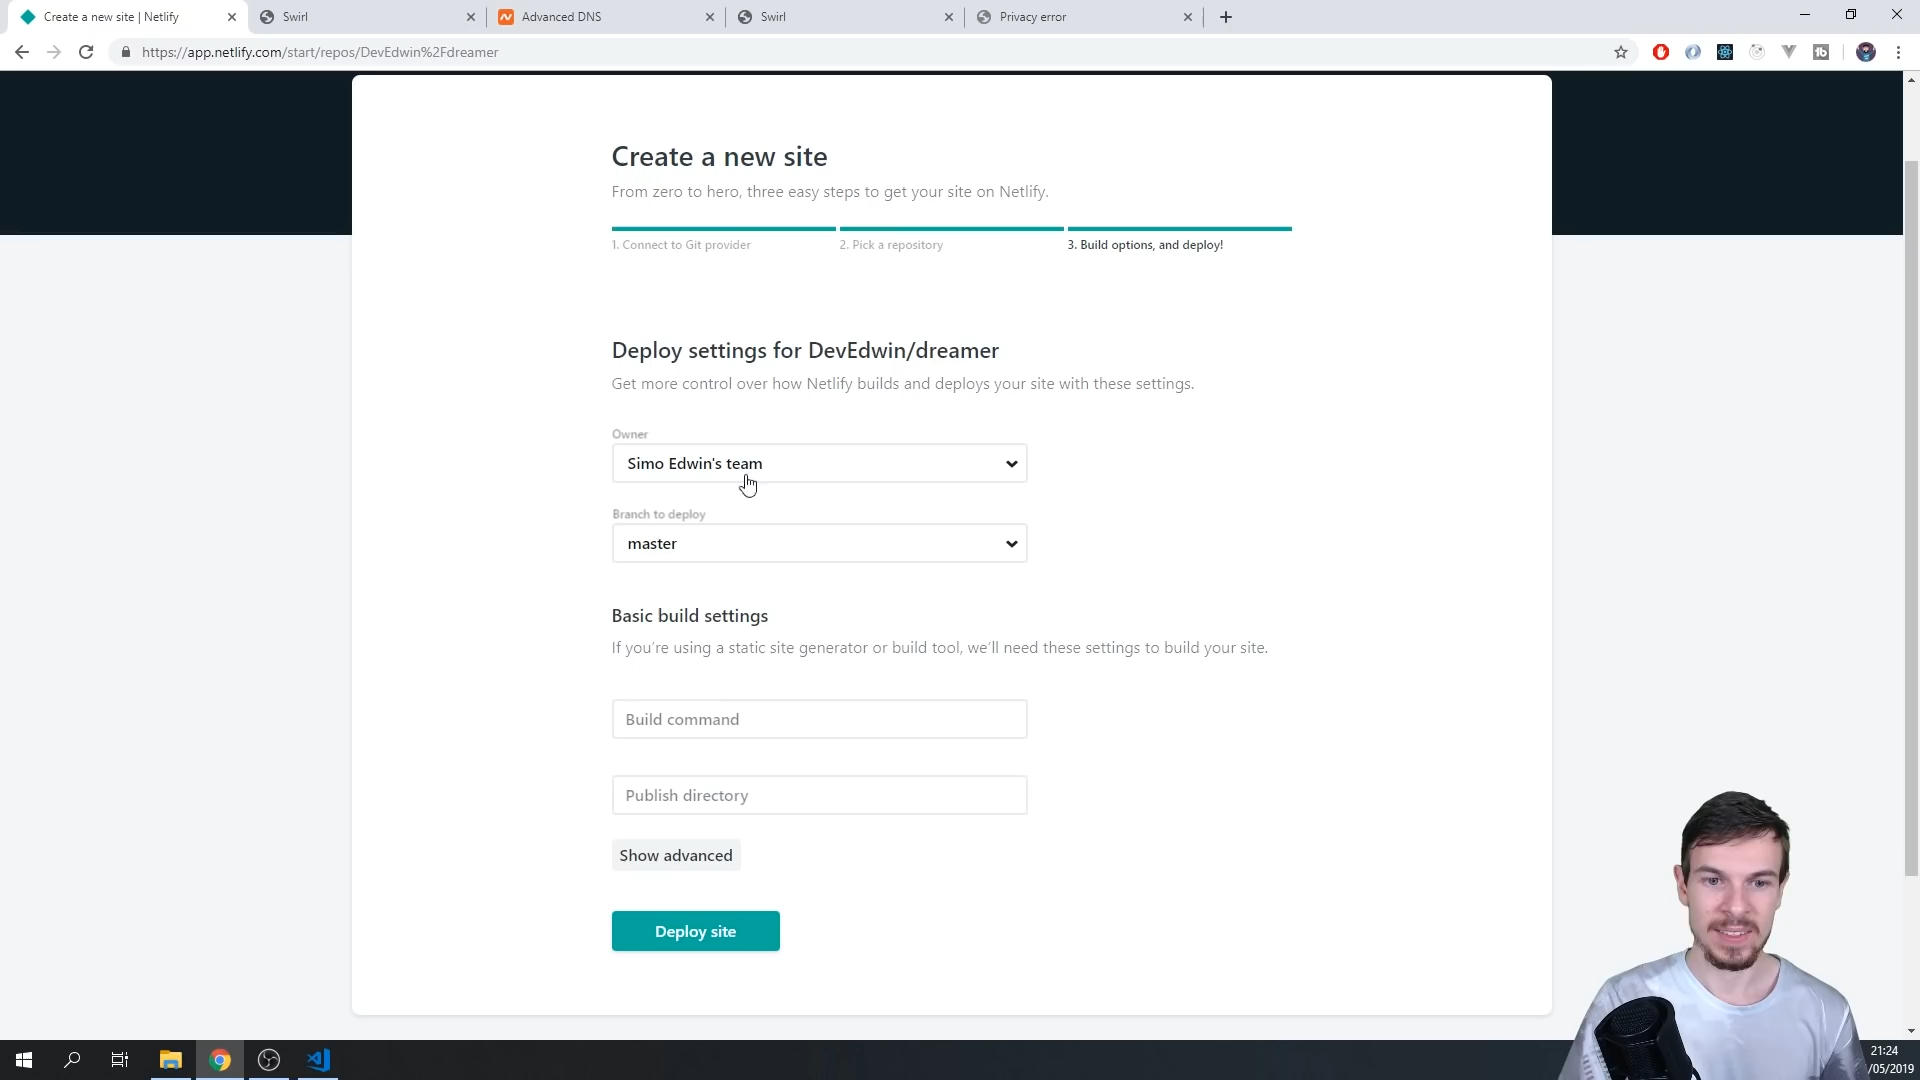 Create a new site | Netlify
Swirl
Advanced DNS
Swirl
Privacy error
https://app.netlify.com/start/repos/DevEdwin%2Fdreamer
Create a new site
From zero to hero, three easy steps to get your site on Netlify.
1. Connect to Git provider
2. Pick a repository
3. Build options, and deploy!
Deploy settings for DevEdwin/dreamer
Get more control over how Netlify builds and deploys your site with these settings.
Owner
Simo Edwin's team
Branch to deploy
master
Basic build settings
If you're using a static site generator or build tool, we'll need these settings to build your site.
Build command
Publish directory
Show advanced
Deploy site
21:24
/05/2019